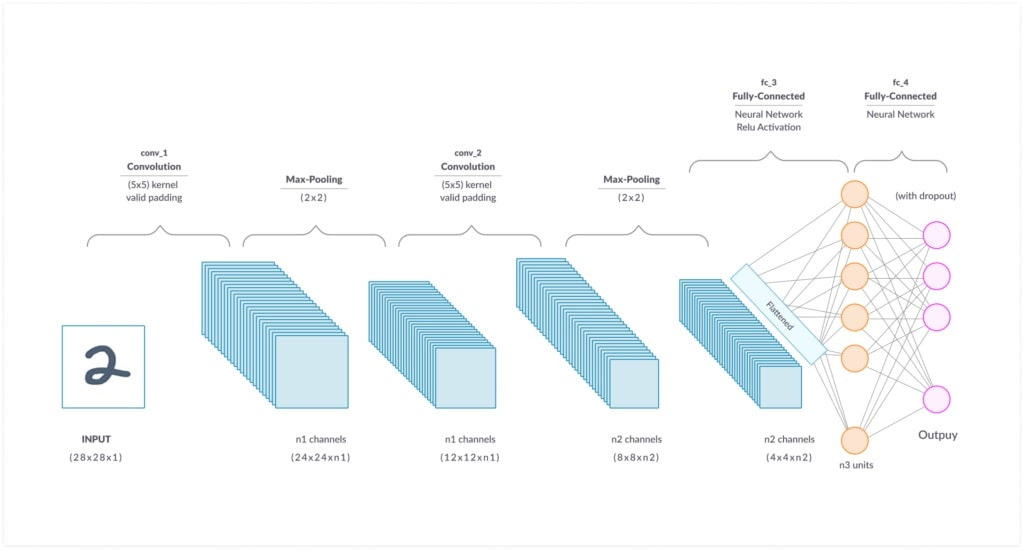 fc_3
Fully-Connected
Neural Network
Relu Activation
fc_4
Fully-Connected
Neural Network
conv_1
Convolution
(5x5) kernel
valid padding
Max-Pooling
(2x2)
conv_2
Convolution
(5x5) kernel
valid padding
Max-Pooling
(2x2)
(with dropout)
2
Flattened
INPUT
(28x28x1)
n1 channels
(24x24xn1)
n1 channels
(12x12xn1)
n2 channels
(8x8xn2)
n2 channels
(4x4xn2)
n3 units
Outpuy